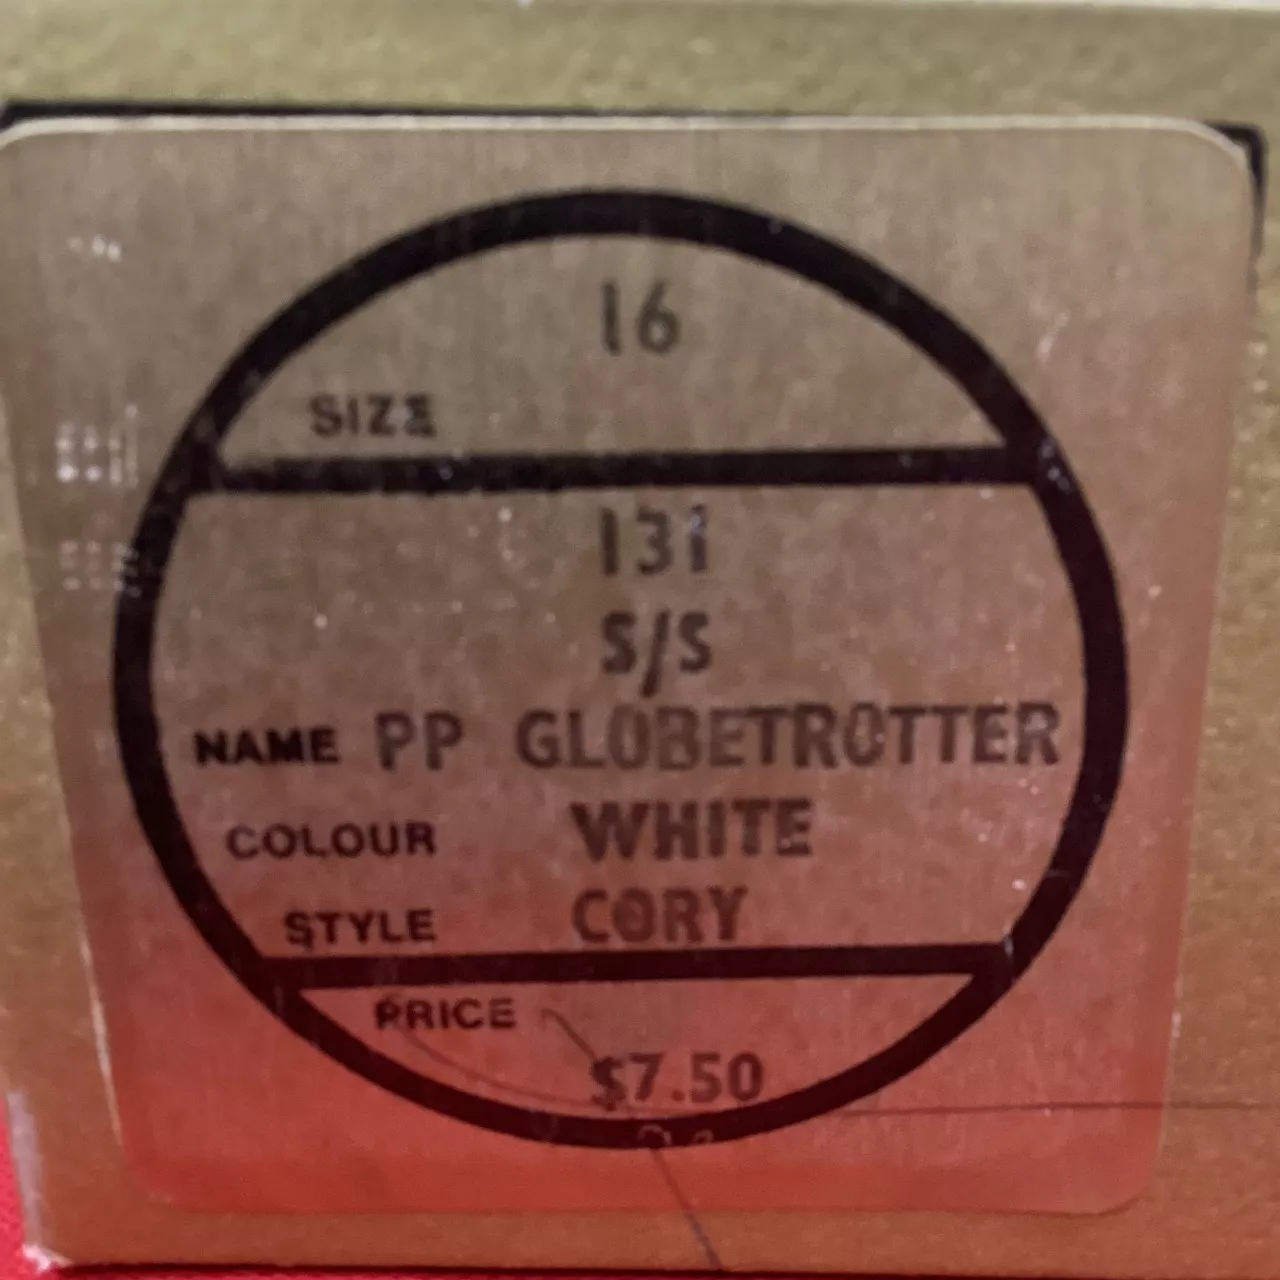 16
SIZE
131
S/S
NAME PP GLOBETROTTER
COLOUR WHITE
STYLE CORY
PRICE
$7.50